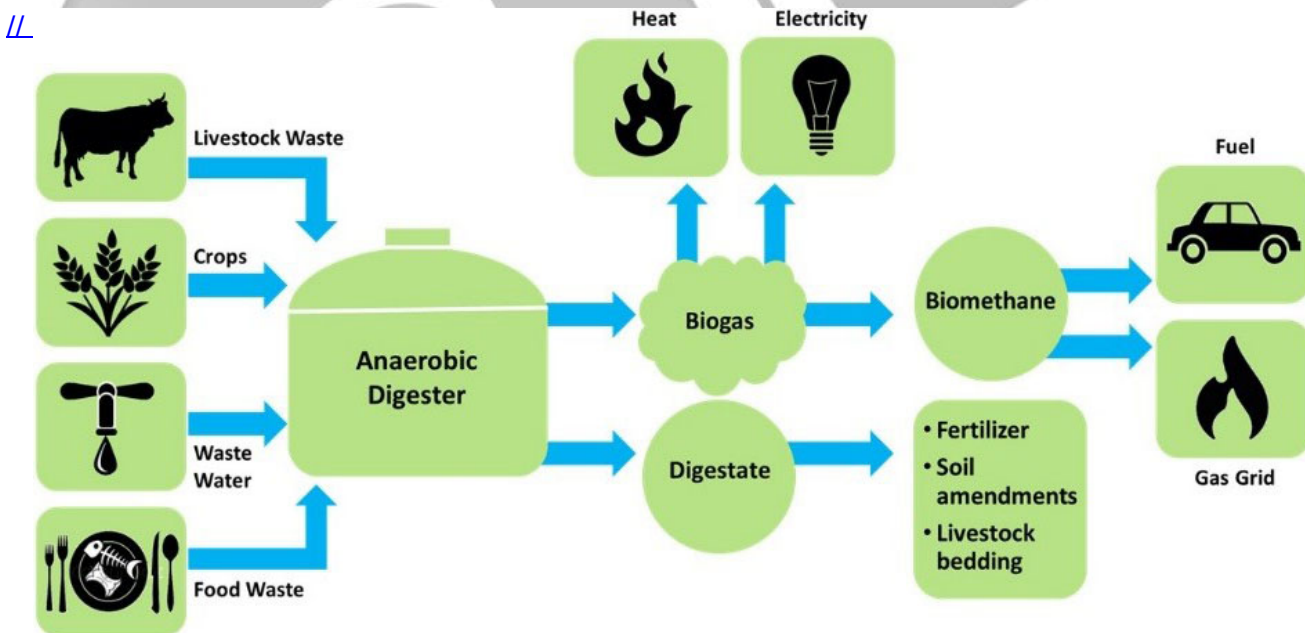 //
Heat
Electricity
Livestock Waste
Crops
Waste
Water
Food Waste
Anaerobic
Digester
Biogas
Digestate
Biomethane
• Fertilizer
• Soil
amendments
• Livestock
bedding
Fuel
Gas Grid